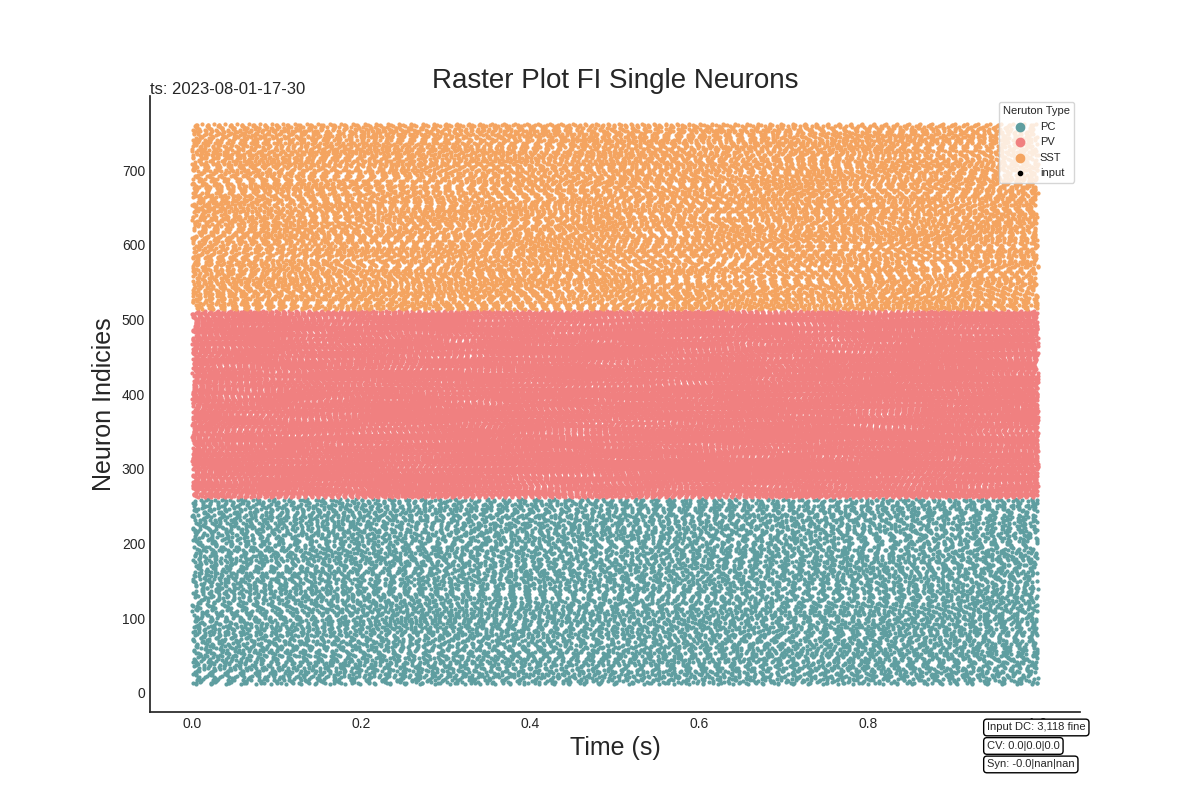 Raster Plot FI Single Neurons
ts: 2023-08-01-17-30
Neruton Type
PC
PV
SST
input
Neuron Indicies
700
600
500
400
300
200
100
0
0.0 0.2 0.4 0.6 0.8
Time (s)
Input DC: 3,118 fine
CV: 0.0|0.0|0.0
Syn: -0.0|nan|nan